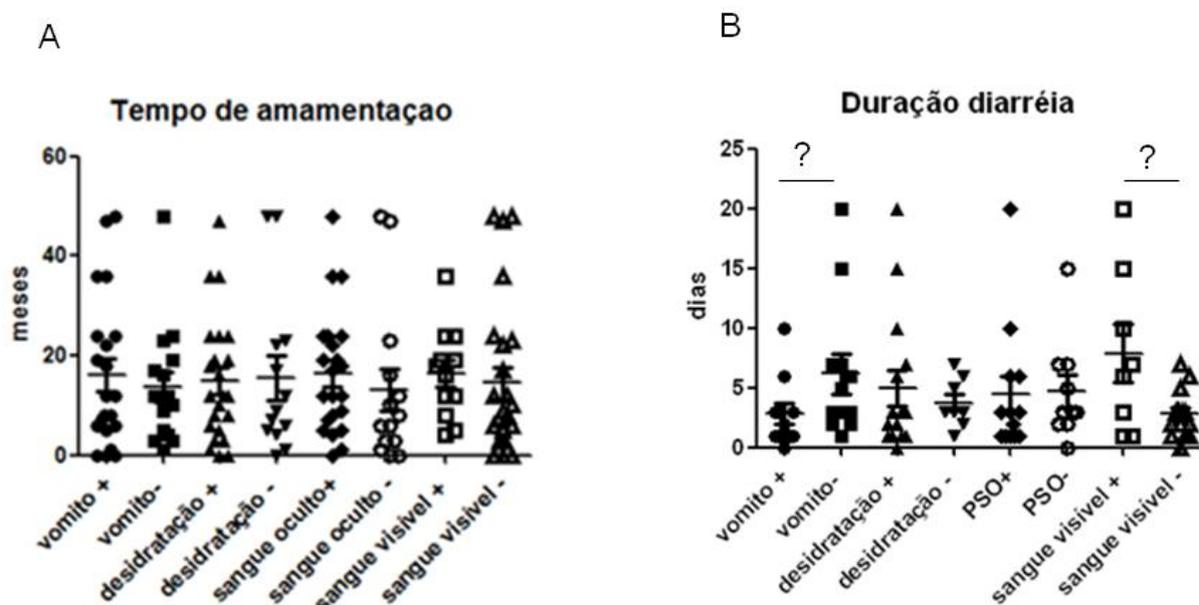 A
Tempo de amamentaçao
60
40
20
0
meses
vomito +
vomito-
desidratação +
desidratação -
sangue oculto+
sangue oculto -
sangue visivel +
sangue visível -
B
Duração diarréia
? ?
25
20
15
10
5
0
dias
vomito +
vomito-
desidratação +
desidratação -
PSO+
PSO-
sangue visível +
sangue visível -